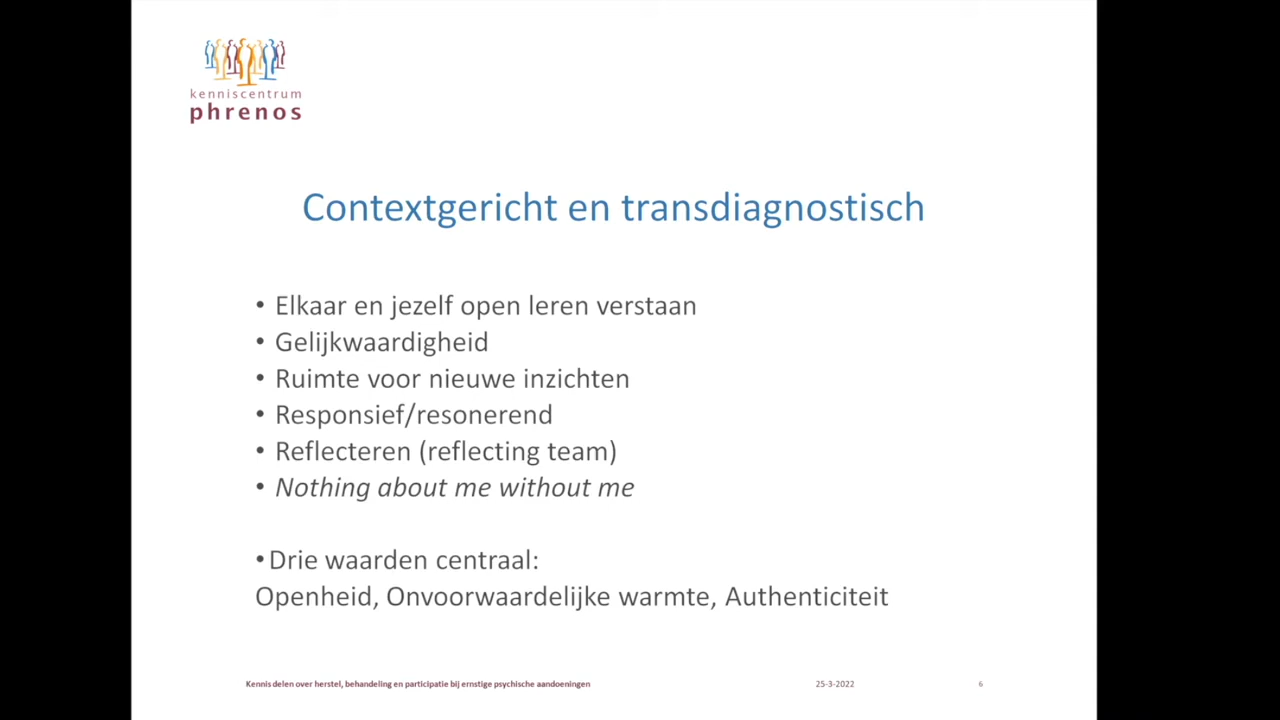 kenniscentrum
phrenos
Contextgericht en transdiagnostisch
• Elkaar en jezelf open leren verstaan
• Gelijkwaardigheid
• Ruimte voor nieuwe inzichten
• Responsief/resonerend
• Reflecteren (reflecting team)
• Nothing about me without me
• Drie waarden centraal:
Openheid, Onvoorwaardelijke warmte, Authenticiteit
Kennis delen over herstel, behandeling en participatie bij ernstige psychische aandoeningen 25-3-2022 6